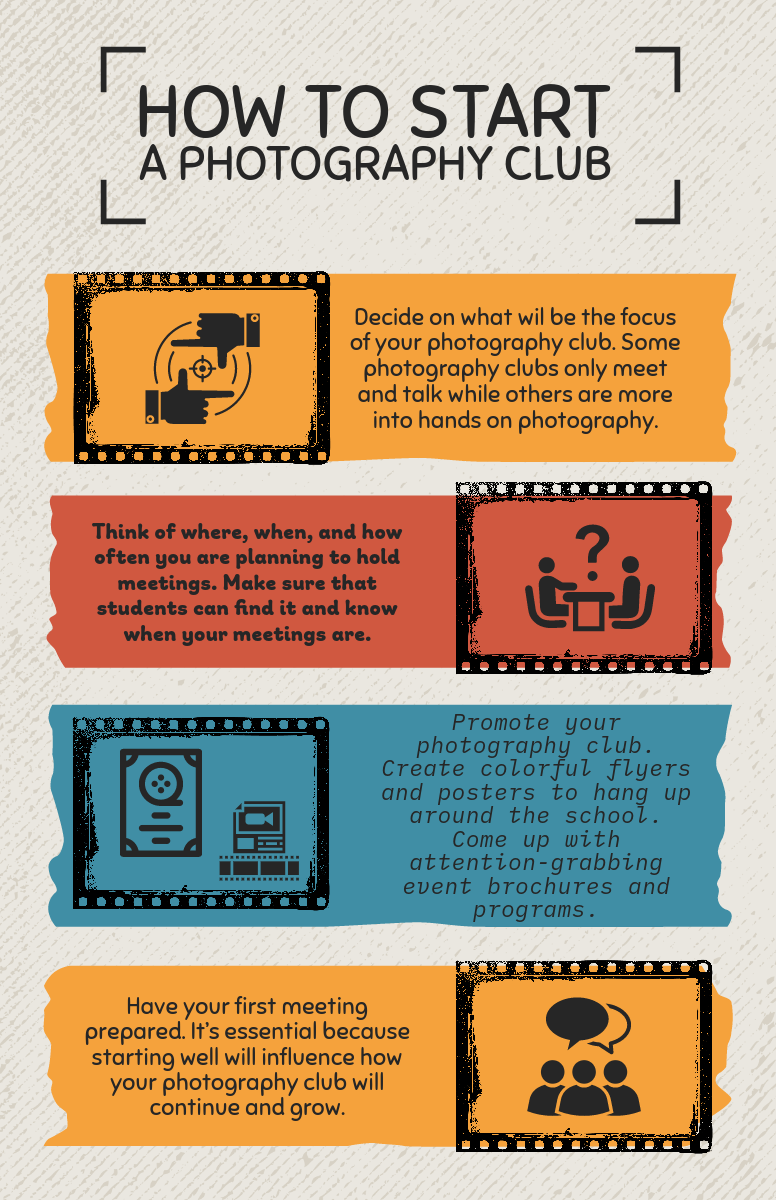 HOW TO START
A PHOTOGRAPHY CLUB
Decide on what wil be the focus
of your photography club. Some
photography clubs only meet
and talk while others are more
into hands on photography.
Think of where, when, and how
often you are planning to hold
meetings. Make sure that
students can find it and know
when your meetings are.
?
Promote your
photography club.
Create colorful flyers
and posters to hang up
around the school.
Come up with
attention-grabbing
event brochures and
programs.
Have your first meeting
prepared. It's essential because
starting well will influence how
your photography club will
continue and grow.